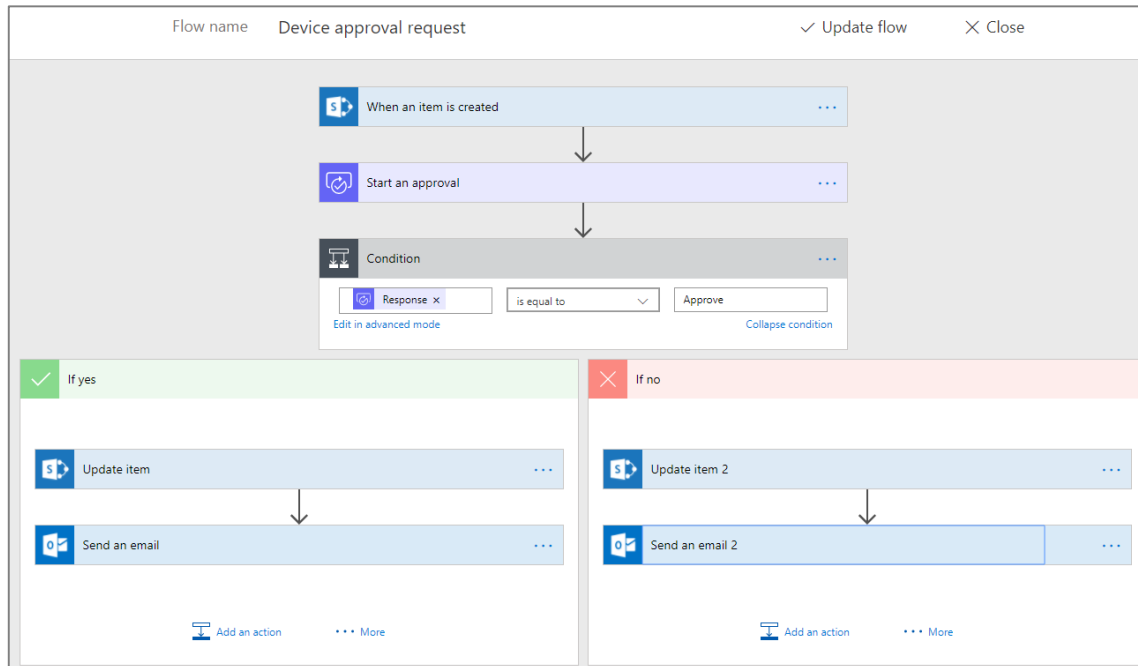 Flow name Device approval request Update flow Close
When an item is created
Start an approval
Condition
Response × is equal to Approve
Edit in advanced mode Collapse condition
If yes
Update item
Send an email
Add an action ••• More
If no
Update item 2
Send an email 2
Add an action ••• More